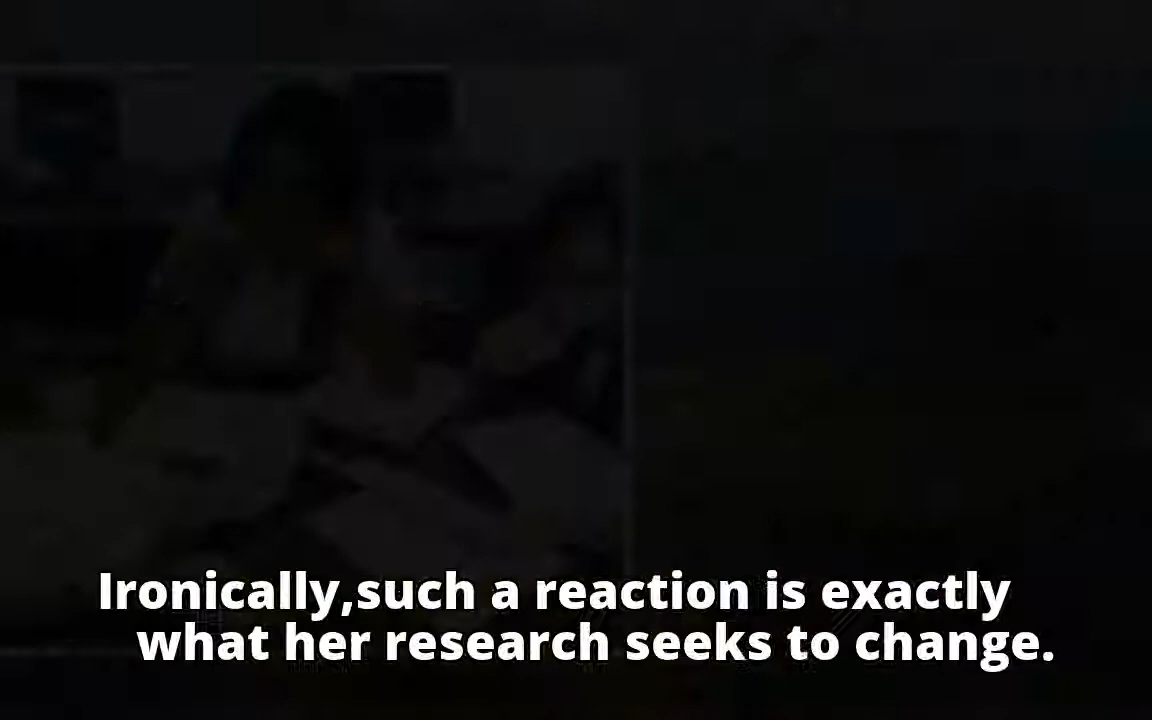 Ironically,such a reaction is exactly
what her research seeks to change.